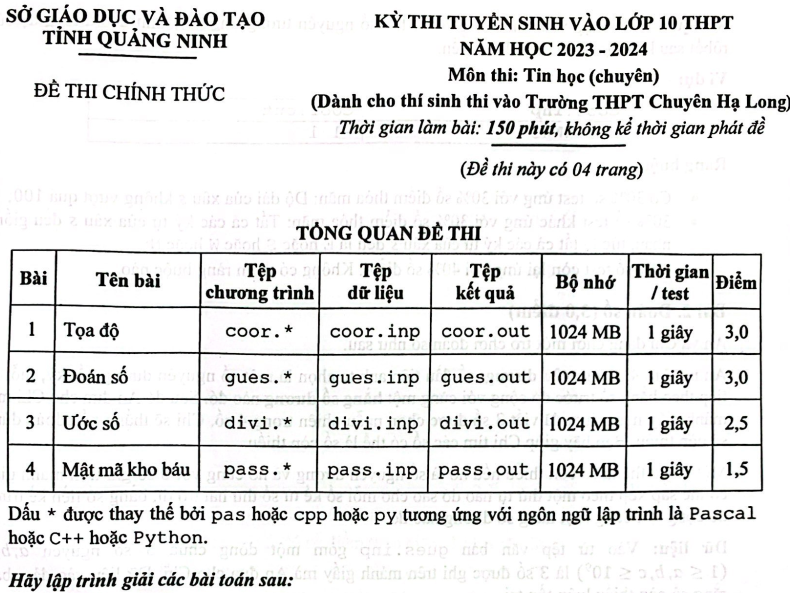 SỞ GIÁO DỤC VÀ ĐÀO TẠO
TỈNH QUẢNG NINH
ĐỀ THI CHÍNH THỨC
KỲ THI TUYỂN SINH VÀO LỚP 10 THPT
NĂM HỌC 2023 - 2024
Môn thi: Tin học (chuyên)
(Dành cho thí sinh thi vào Trường THPT Chuyên Hạ Long)
Thời gian làm bài: 150 phút, không kể thời gian phát đề
(Đề thi này có 04 trang)
TỔNG QUAN ĐỀ THI
Bài Tên bài Tệp chương trình Tệp dữ liệu Tệp kết quả Bộ nhớ Thời gian / test Điểm
1 Tọa độ coor.* coor.inp coor.out 1024 MB 1 giây 3,0
2 Đoán số gues.* gues.inp gues.out 1024 MB 1 giây 3,0
3 Ước số divi.* divi.inp divi.out 1024 MB 1 giây 2,5
4 Mật mã kho báu pass.* pass.inp pass.out 1024 MB 1 giây 1,5
Dấu * được thay thế bởi pas hoặc cpp hoặc py tương ứng với ngôn ngữ lập trình là Pascal
hoặc C++ hoặc Python.
Hãy lập trình giải các bài toán sau: